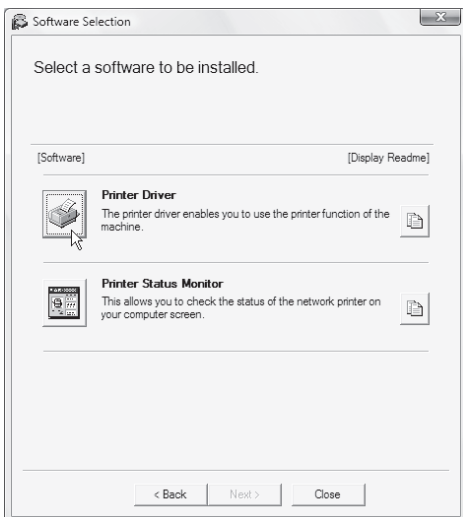 Software Selection
X
Select a software to be installed.
[Software] [Display Readme]
Printer Driver
The printer driver enables you to use the printer function of the
machine.
Printer Status Monitor
This allows you to check the status of the network printer on
your computer screen.
< Back Next > Close